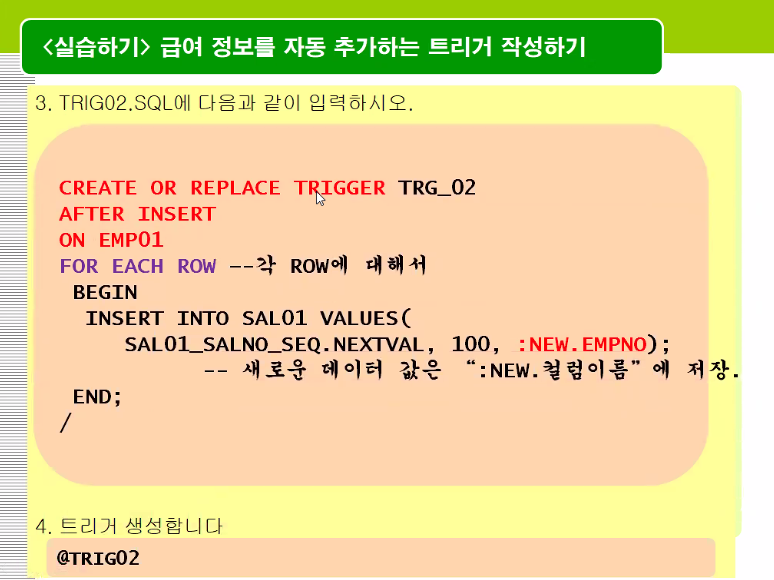 <실습하기> 급여 정보를 자동 추가하는 트리거 작성하기
3. TRIG02.SQL에 다음과 같이 입력하시오.
CREATE OR REPLACE TRIGGER TRG_02
AFTER INSERT
ON EMP01
FOR EACH ROW --각 ROW에 대해서
BEGIN
INSERT INTO SAL01 VALUES(
SAL01_SALNO_SEQ.NEXTVAL, 100, :NEW.EMPNO);
-- 새로운 데이터 값은 “:NEW.컬럼이름”에 저장.
END;
/
4. 트리거 생성합니다
@TRIG02